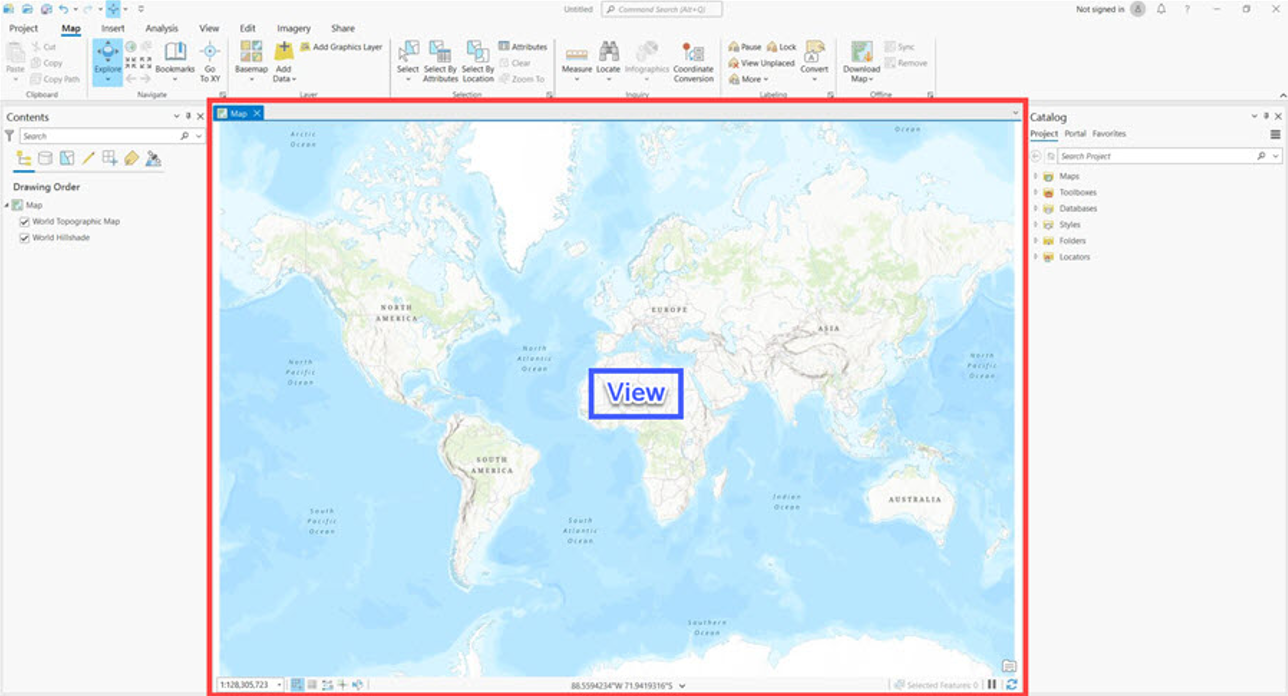 Untitled
Command Search (Alt+Q)
Not signed in
?
Project Map Insert Analysis View Edit Imagery Share
Paste
Cut
Copy
Copy Path
Clipboard
Explore
Bookmarks
Go
To XY
Navigate
Basemap
Add
Data
Add Graphics Layer
Layer
Select
Select By
Attributes
Select By
Location
Attributes
Clear
Zoom To
Selection
Measure
Locate
Infographics
Coordinate
Conversion
Inquiry
Pause
Lock
View Unplaced
More
Convert
Labeling
Download
Map
Sync
Remove
Offline
Contents
Search
Drawing Order
Map
World Topographic Map
World Hillshade
Map
Arctic
Ocean
Ocean
NORTH
AMERICA
EUROPE
ASIA
North
Pacific
Ocean
North
Atlantic
Ocean
North
Pacific
Ocean
View
SOUTH
AMERICA
AUSTRALIA
South
Pacific
Ocean
South
Atlantic
Ocean
Indian
Ocean
Southern
Ocean
1:128,305,723
88.5594234°W 71.9419316°S
Selected Features: 0
Catalog
Project Portal Favorites
Search Project
Maps
Toolboxes
Databases
Styles
Folders
Locators